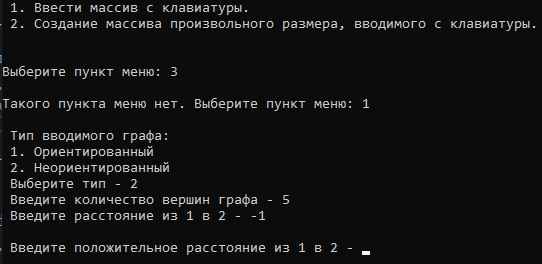 1. Ввести массив с клавиатуры.
2. Создание массива произвольного размера, вводимого с клавиатуры.
Выберите пункт меню: 3
Такого пункта меню нет. Выберите пункт меню: 1
Тип вводимого графа:
1. Ориентированный
2. Неориентированный
Выберите тип - 2
Введите количество вершин графа - 5
Введите расстояние из 1 в 2 - -1
Введите положительное расстояние из 1 в 2 -